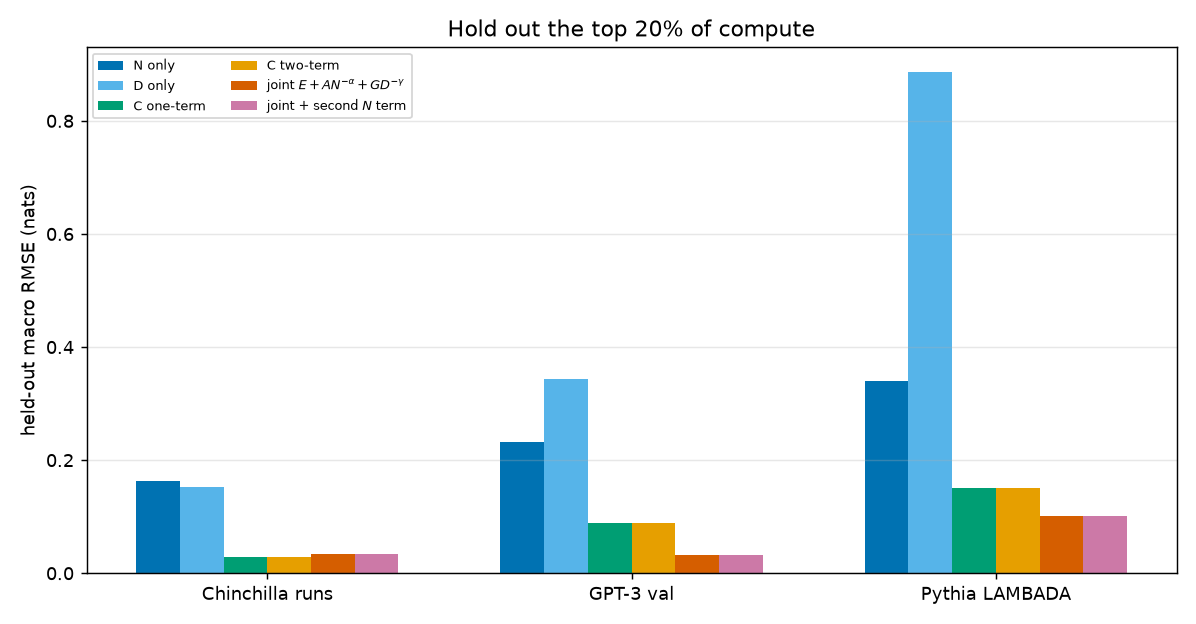 Hold out the top 20% of compute
N only
D only
C one-term
C two-term
joint $E + AN^{-\alpha} + GD^{-\gamma}$
joint + second N term
held-out macro RMSE (nats)
0.8
0.6
0.4
0.2
0.0
Chinchilla runs
GPT-3 val
Pythia LAMBADA